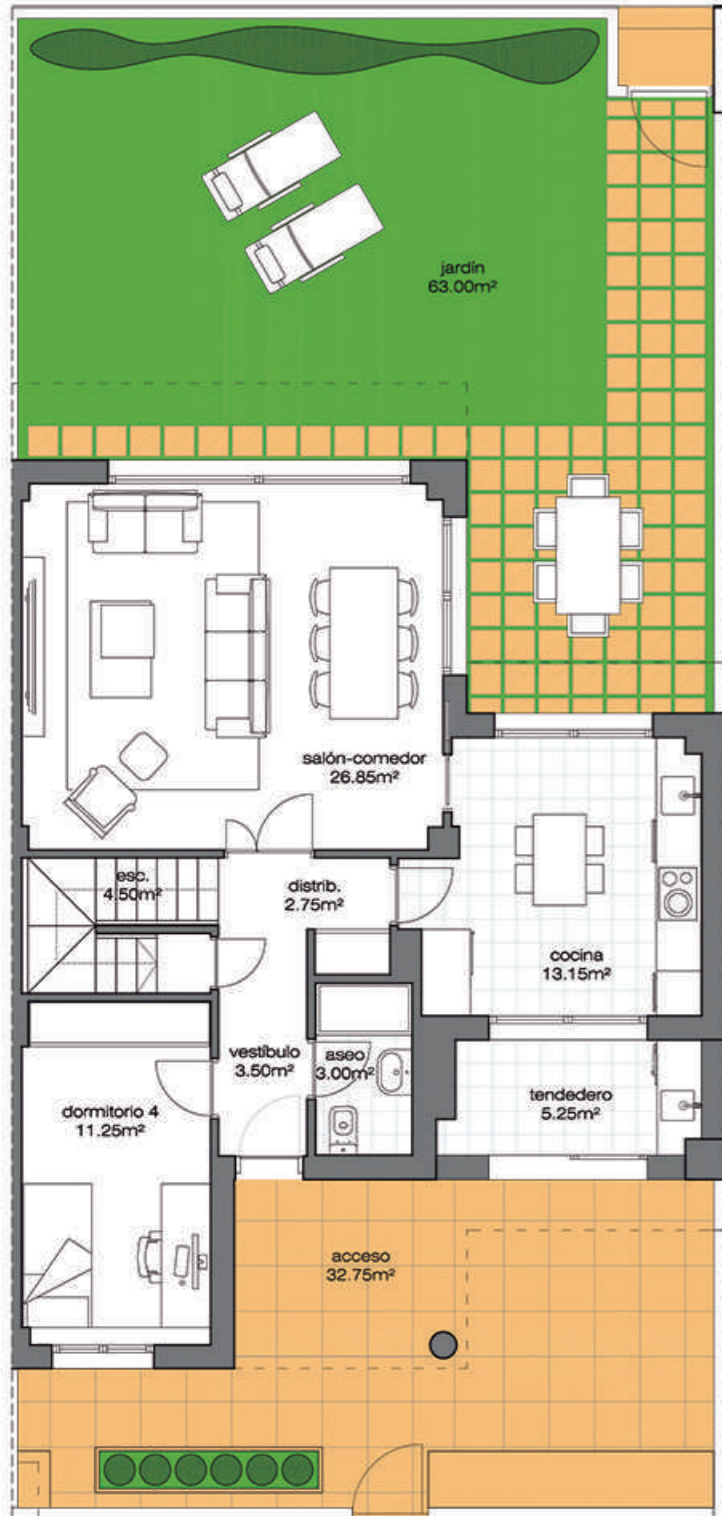 jardín
63.00m²
salón-comedor
26.85m²
esc.
4.50m²
distrib.
2.75m²
cocina
13.15m²
vestíbulo
3.50m²
aseo
3.00m²
dormitorio 4
11.25m²
tendedero
5.25m²
acceso
32.75m²